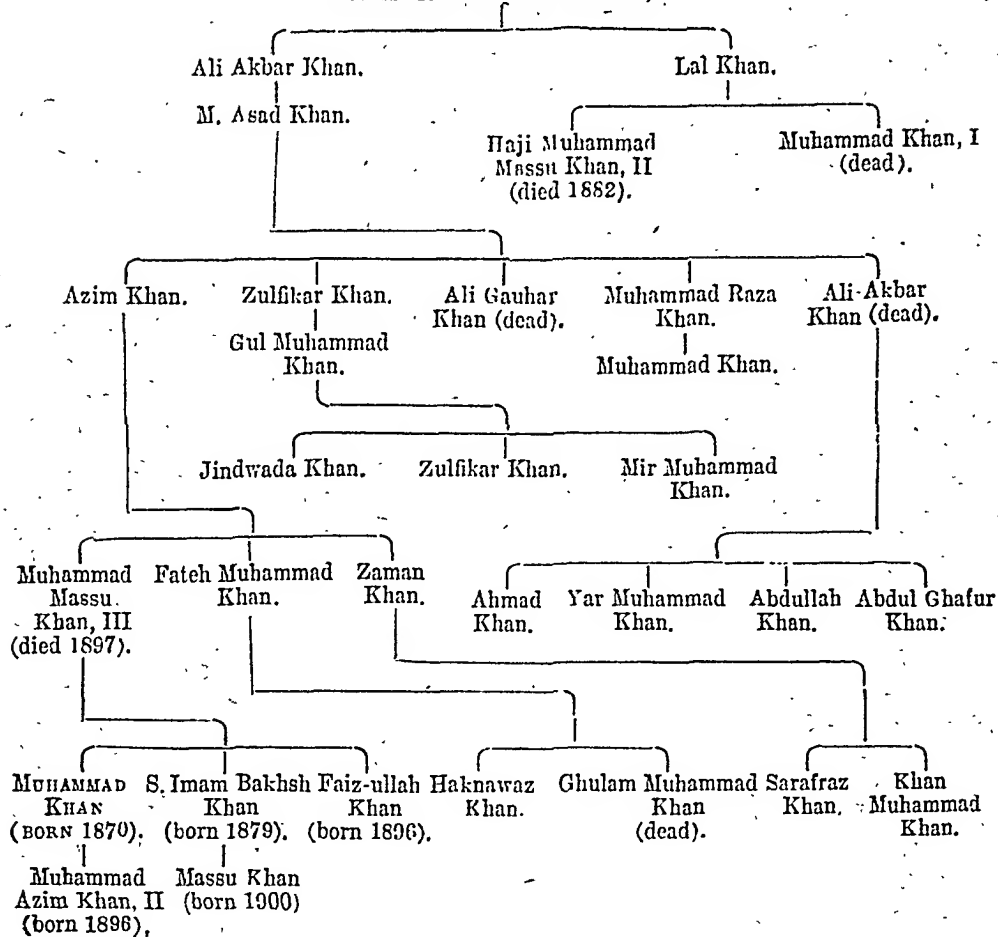 Ali Akbar Khan. Lal Khan.
M. Asad Khan.
Haji Muhammad Muhammad Khan, I
Massu Khan, II (dead).
(died 1882).
Azim Khan. Zulfikar Khan. Ali Gauhar Muhammad Raza Ali-Akbar
Khan (dead). Khan. Khan (dead).
Gul Muhammad
Khan. Muhammad Khan.
Jindwada Khan. Zulfikar Khan. Mir Muhammad
Khan.
Muhammad Fateh Muhammad Zaman
Massu Khan. Khan. Ahmad Yar Muhammad Abdullah Abdul Ghafur
Khan, III Khan. Khan. Khan. Khan.
(died 1897).
MUHAMMAD S. Imam Bakhsh Faiz-ullah Haknawaz Ghulam Muhammad Sarafraz Khan
KHAN Khan Khan Khan. Khan Khan. Muhammad
(BORN 1870). (born 1879). (born 1896). (dead). Khan.
Muhammad Massu Khan
Azim Khan, II (born 1900)
(born 1896),